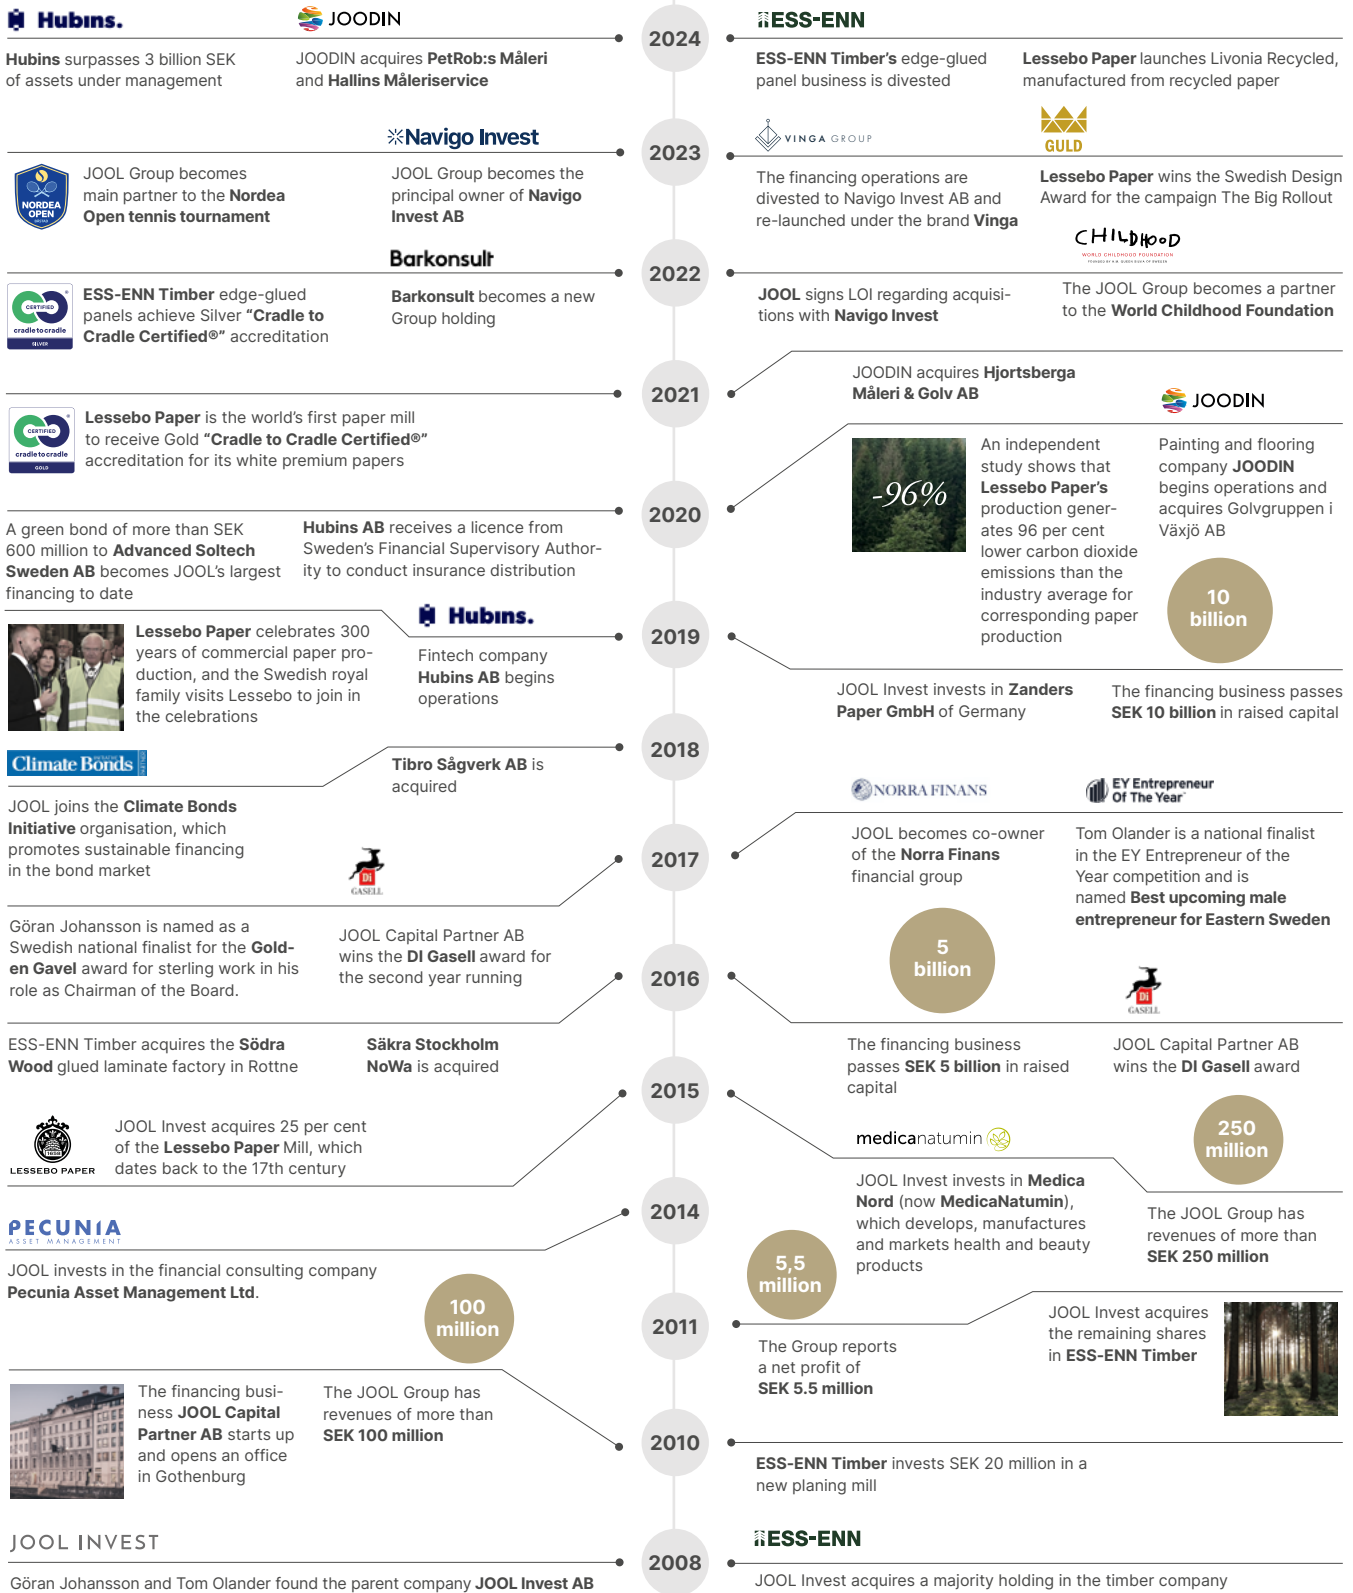 Hubins.
JOODIN
2024
ESS-ENN
Hubins surpasses 3 billion SEK
of assets under management
JOODIN acquires PetRob:s Måleri
and Hallins Måleriservice
ESS-ENN Timber's edge-glued
panel business is divested
Lessebo Paper launches Livonia Recycled,
manufactured from recycled paper
Navigo Invest
2023
VINGA GROUP
GULD
NORDEA
OPEN
JOOL Group becomes
main partner to the Nordea
Open tennis tournament
JOOL Group becomes the
principal owner of Navigo
Invest AB
The financing operations are
divested to Navigo Invest AB and
re-launched under the brand Vinga
Lessebo Paper wins the Swedish Design
Award for the campaign The Big Rollout
Barkonsult
2022
CHILDHOOD
WORLD CHILDHOOD FOUNDATION
CERTIFIED
cradletocradle
SILVER
ESS-ENN Timber edge-glued
panels achieve Silver “Cradle to
Cradle Certified®” accreditation
Barkonsult becomes a new
Group holding
JOOL signs LOI regarding acquisi-
tions with Navigo Invest
The JOOL Group becomes a partner
to the World Childhood Foundation
2021
JOODIN acquires Hjortsberga
Måleri & Golv AB
CERTIFIED
cradletocradle
GOLD
Lessebo Paper is the world's first paper mill
to receive Gold “Cradle to Cradle Certified®”
accreditation for its white premium papers
JOODIN
2020
-96%
An independent
study shows that
Lessebo Paper's
production gener-
ates 96 per cent
lower carbon dioxide
emissions than the
industry average for
corresponding paper
production
Painting and flooring
company JOODIN
begins operations and
acquires Golvgruppen i
Växjö AB
A green bond of more than SEK
600 million to Advanced Soltech
Sweden AB becomes JOOL's largest
financing to date
Hubins AB receives a licence from
Sweden's Financial Supervisory Author-
ity to conduct insurance distribution
10
billion
Hubins.
2019
Lessebo Paper celebrates 300
years of commercial paper pro-
duction, and the Swedish royal
family visits Lessebo to join in
the celebrations
Fintech company
Hubins AB begins
operations
JOOL Invest invests in Zanders
Paper GmbH of Germany
The financing business passes
SEK 10 billion in raised capital
2018
Climate Bonds
Tibro Sågverk AB is
acquired
JOOL joins the Climate Bonds
Initiative organisation, which
promotes sustainable financing
in the bond market
NORRA FINANS
EY Entrepreneur
Of The Year
2017
Di
GASELL
JOOL becomes co-owner
of the Norra Finans
financial group
Tom Olander is a national finalist
in the EY Entrepreneur of the
Year competition and is
named Best upcoming male
entrepreneur for Eastern Sweden
Göran Johansson is named as a
Swedish national finalist for the Gold-
en Gavel award for sterling work in his
role as Chairman of the Board.
JOOL Capital Partner AB
wins the DI Gasell award for
the second year running
5
billion
2016
Di
GASELL
ESS-ENN Timber acquires the Södra
Wood glued laminate factory in Rottne
Säkra Stockholm
NoWa is acquired
The financing business
passes SEK 5 billion in raised
capital
JOOL Capital Partner AB
wins the DI Gasell award
2015
LESSEBO PAPER
JOOL Invest acquires 25 per cent
of the Lessebo Paper Mill, which
dates back to the 17th century
medicanatumin
250
million
JOOL Invest invests in Medica
Nord (now MedicaNatumin),
which develops, manufactures
and markets health and beauty
products
The JOOL Group has
revenues of more than
SEK 250 million
2014
PECUNIA
ASSET MANAGEMENT
JOOL invests in the financial consulting company
Pecunia Asset Management Ltd.
100
million
5,5
million
2011
The Group reports
a net profit of
SEK 5.5 million
JOOL Invest acquires
the remaining shares
in ESS-ENN Timber
The financing busi-
ness JOOL Capital
Partner AB starts up
and opens an office
in Gothenburg
The JOOL Group has
revenues of more than
SEK 100 million
2010
ESS-ENN Timber invests SEK 20 million in a
new planing mill
JOOL INVEST
2008
ESS-ENN
Göran Johansson and Tom Olander found the parent company JOOL Invest AB
JOOL Invest acquires a majority holding in the timber company